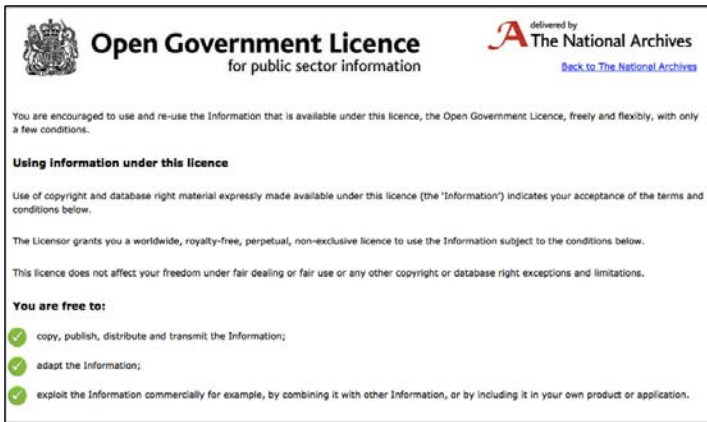 Open Government Licence
for public sector information
delivered by
The National Archives
Back to The National Archives
You are encouraged to use and re-use the Information that is available under this licence, the Open Government Licence, freely and flexibly, with only
a few conditions.
Using information under this licence
Use of copyright and database right material expressly made available under this licence (the 'Information') indicates your acceptance of the terms and
conditions below.
The Licensor grants you a worldwide, royalty-free, perpetual, non-exclusive licence to use the Information subject to the conditions below.
This licence does not affect your freedom under fair dealing or fair use or any other copyright or database right exceptions and limitations.
You are free to:
copy, publish, distribute and transmit the Information;
adapt the Information;
exploit the Information commercially for example, by combining it with other Information, or by including it in your own product or application.